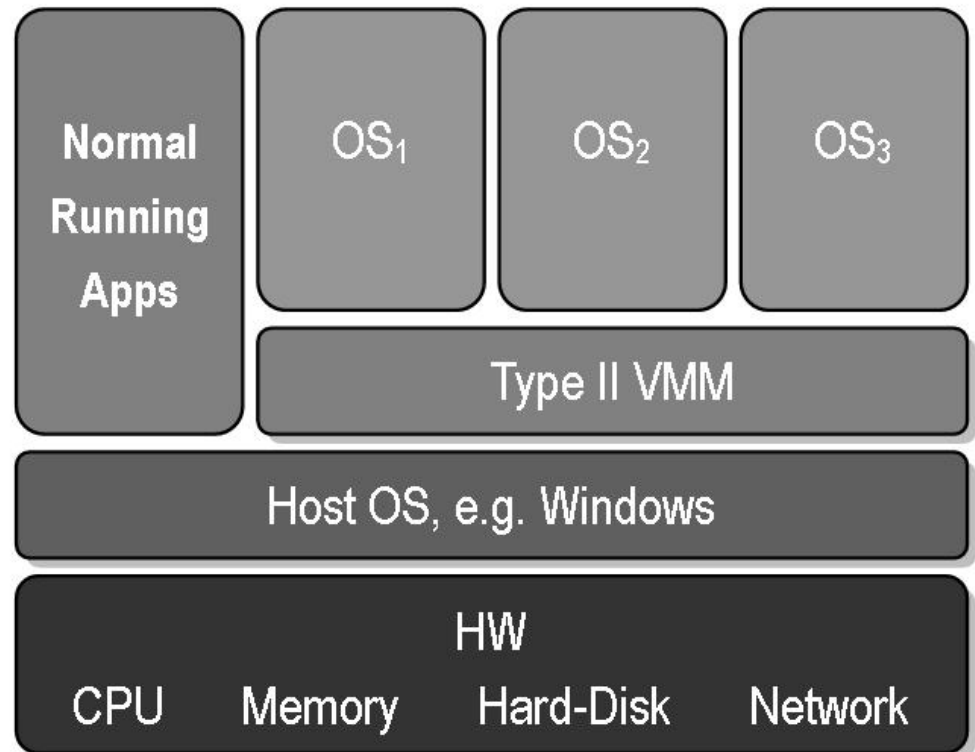 Normal
Running
Apps
OS₁
OS₂
OS₃
Type II VMM
Host OS, e.g. Windows
HW
CPU Memory Hard-Disk Network